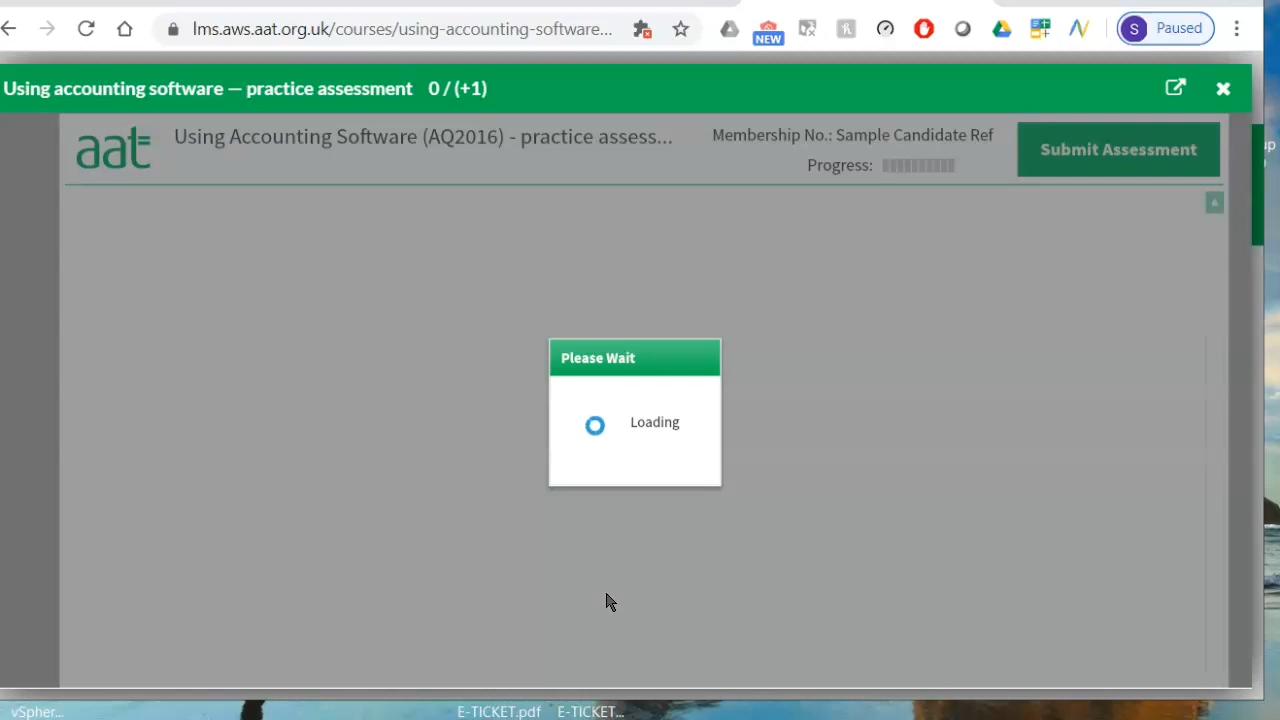 lms.aws.aat.org.uk/courses/using-accounting-software...
NEW
S
Paused
Using accounting software — practice assessment 0 / (+1)
aat
Using Accounting Software (AQ2016) - practice assess...
Membership No.: Sample Candidate Ref
Progress:
Submit Assessment
Please Wait
Loading
vSpher...
E-TICKET.pdf
E-TICKET...